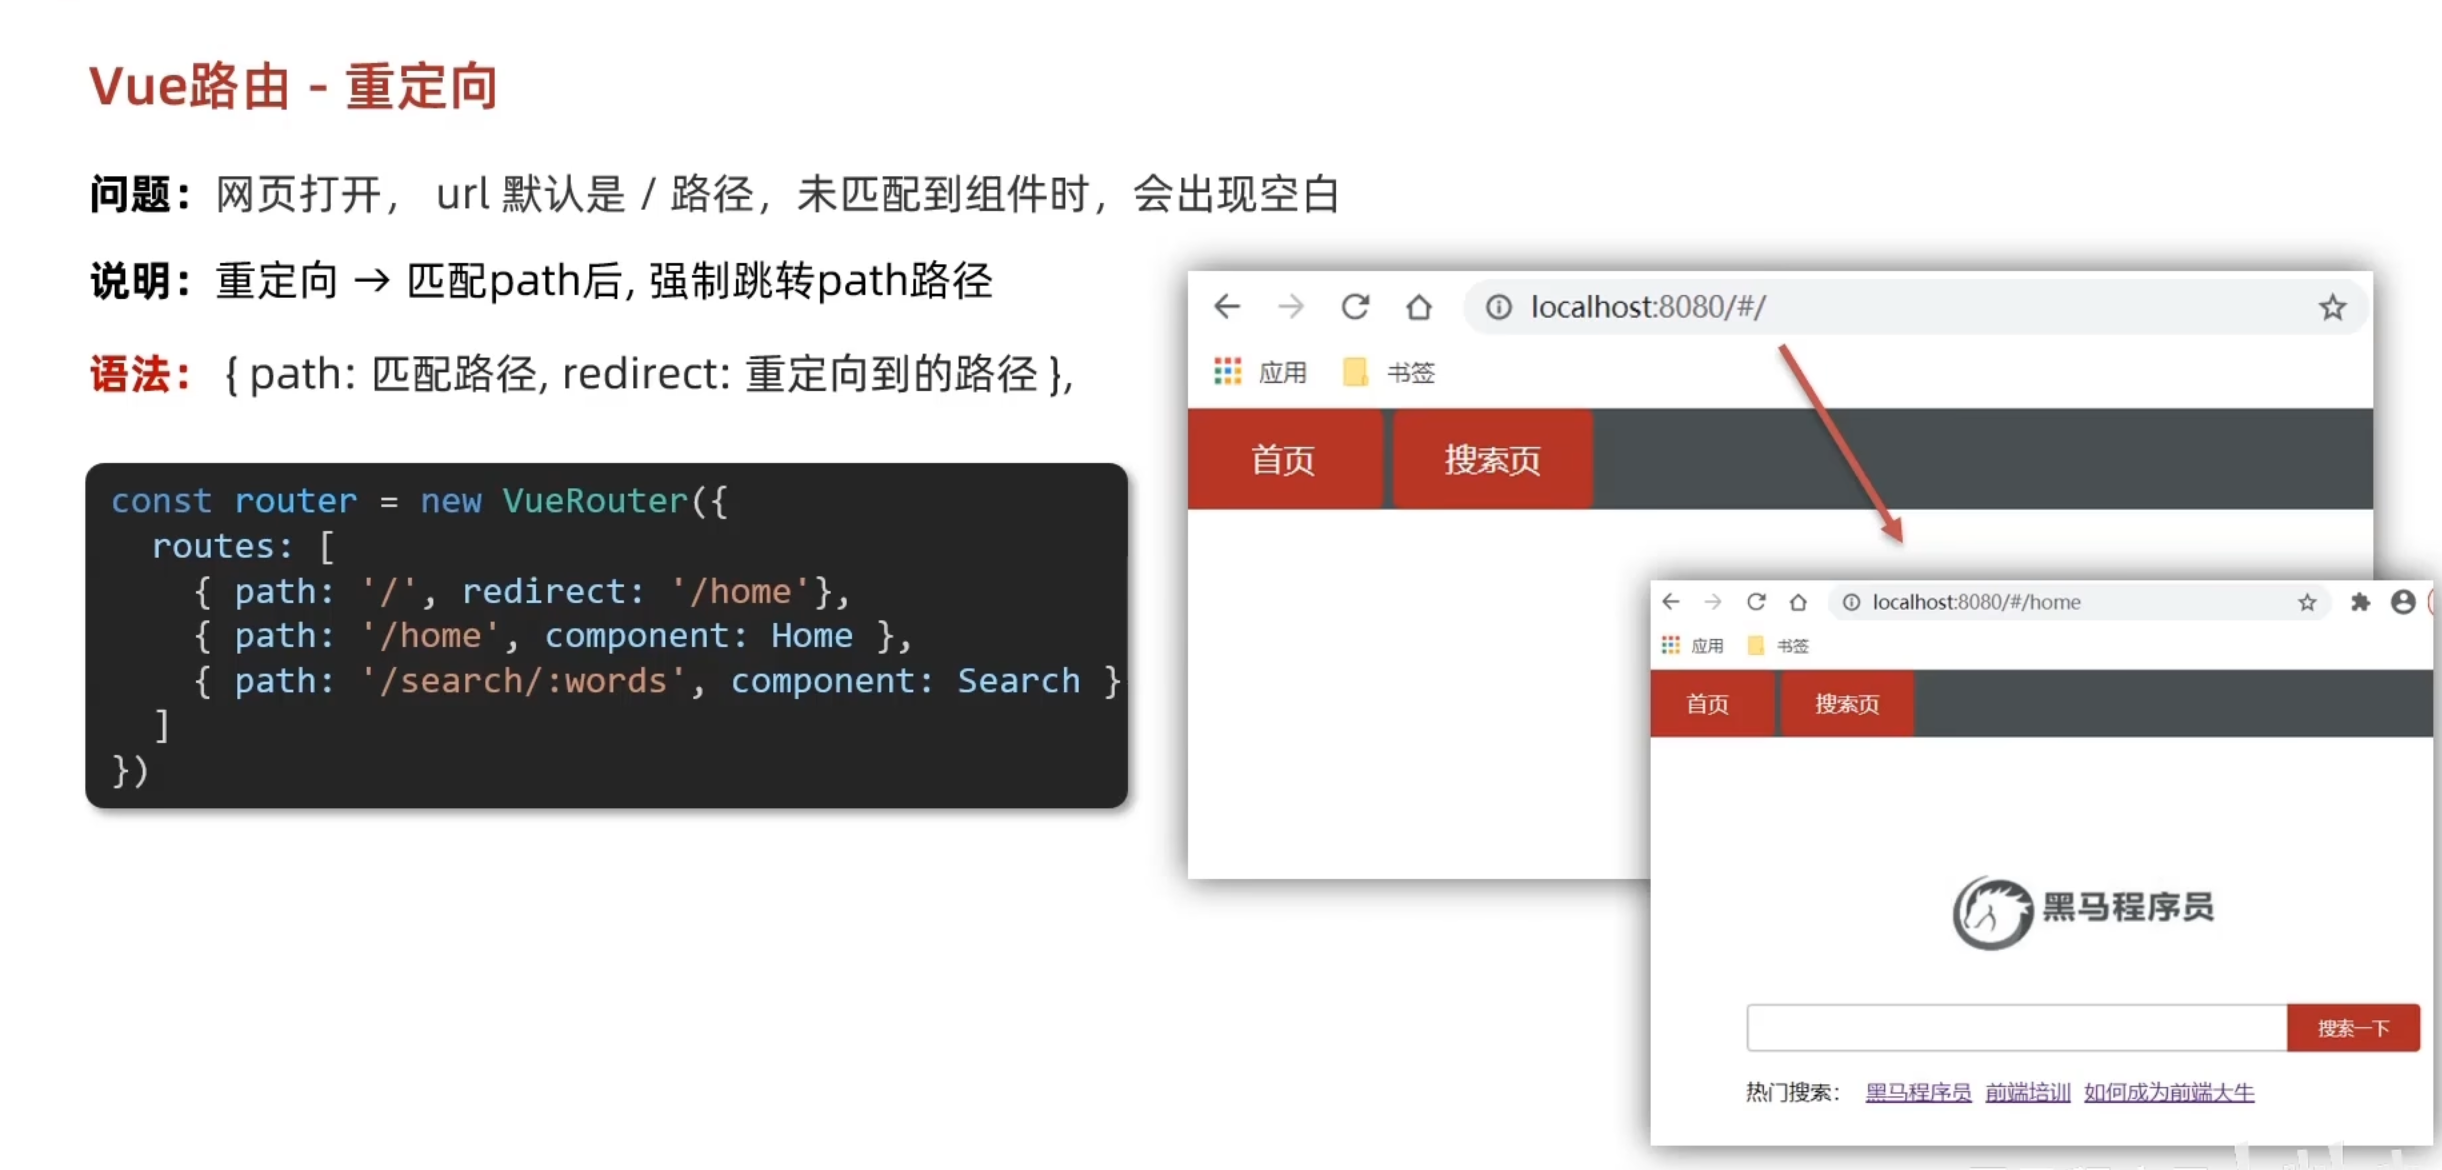 Vue路由 - 重定向
问题：网页打开， url 默认是 / 路径，未匹配到组件时，会出现空白
说明：重定向 → 匹配path后, 强制跳转path路径
语法： { path: 匹配路径, redirect: 重定向到的路径 },
const router = new VueRouter({
routes: [
{ path: '/', redirect: '/home'},
{ path: '/home', component: Home },
{ path: '/search/:words', component: Search }
]
})
localhost:8080/#/
应用 书签
首页 搜索页
localhost:8080/#/home
应用 书签
首页 搜索页
黑马程序员
搜索一下
热门搜索： 黑马程序员 前端培训 如何成为前端大牛